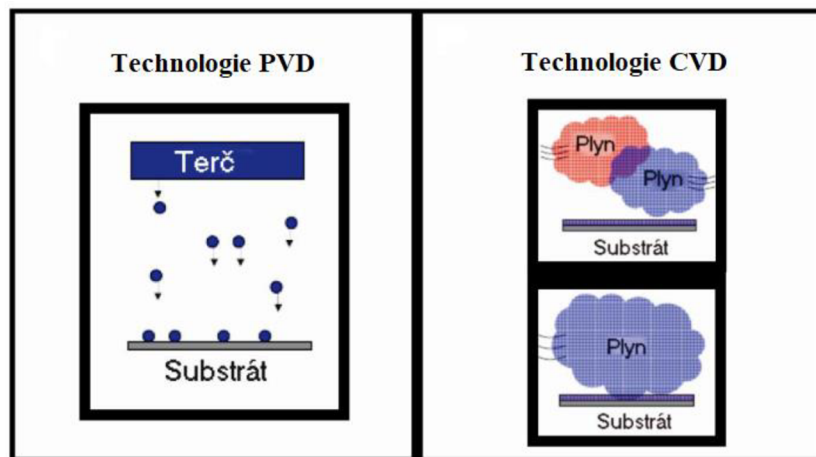 Technologie PVD
Terč
Substrát
Technologie CVD
Plyn
Plyn
Substrát
Plyn
Substrát